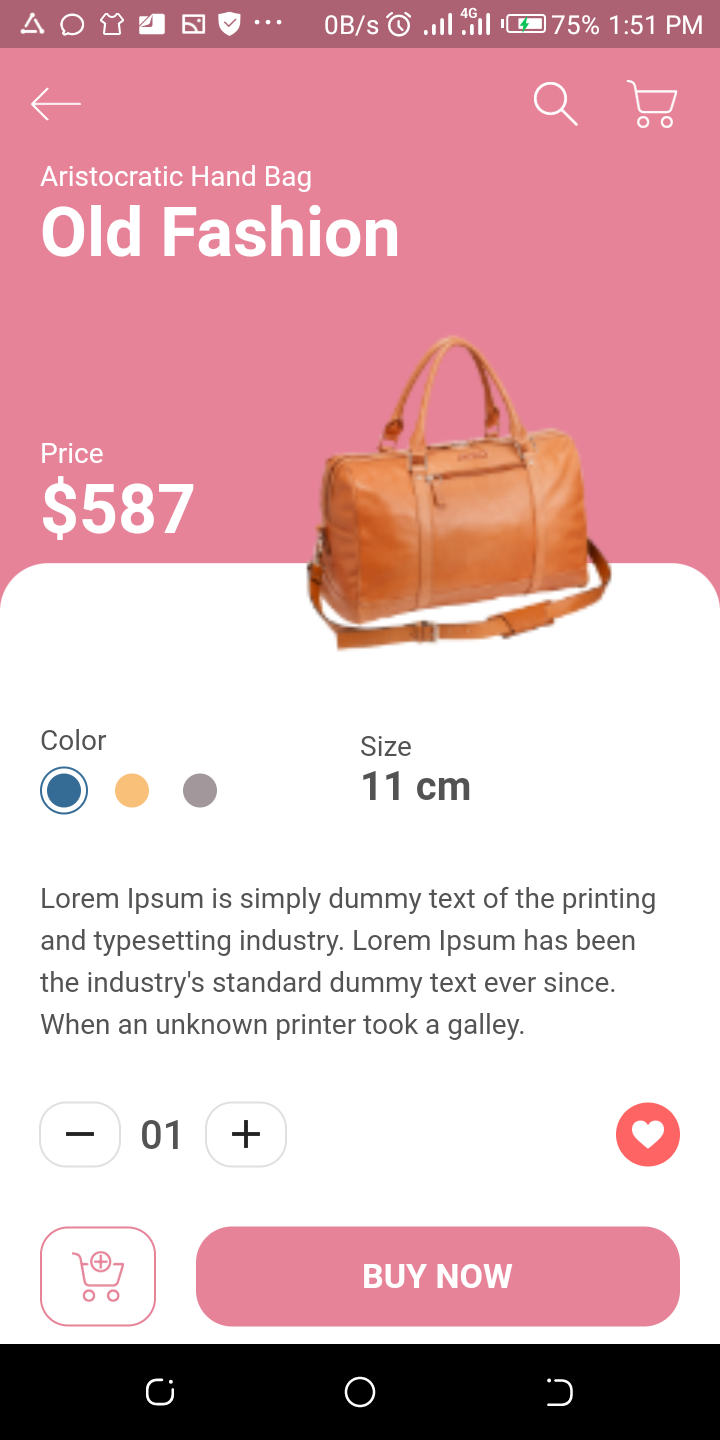 0B/s 4G 75% 1:51 PM
Aristocratic Hand Bag
Old Fashion
Price
$587
Color
Size
11 cm
Lorem Ipsum is simply dummy text of the printing
and typesetting industry. Lorem Ipsum has been
the industry's standard dummy text ever since.
When an unknown printer took a galley.
01
BUY NOW